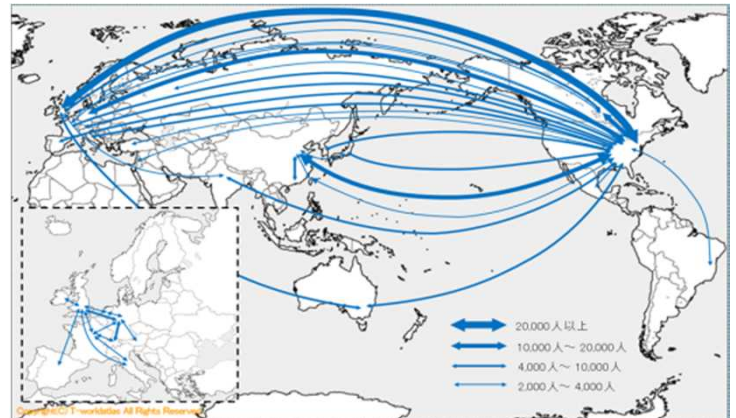 20,000人以上
10,000人～ 20,000人
4,000人～ 10,000人
2,000人～ 4,000人
Copyright(C) T-worldatlas All Rights Reserved